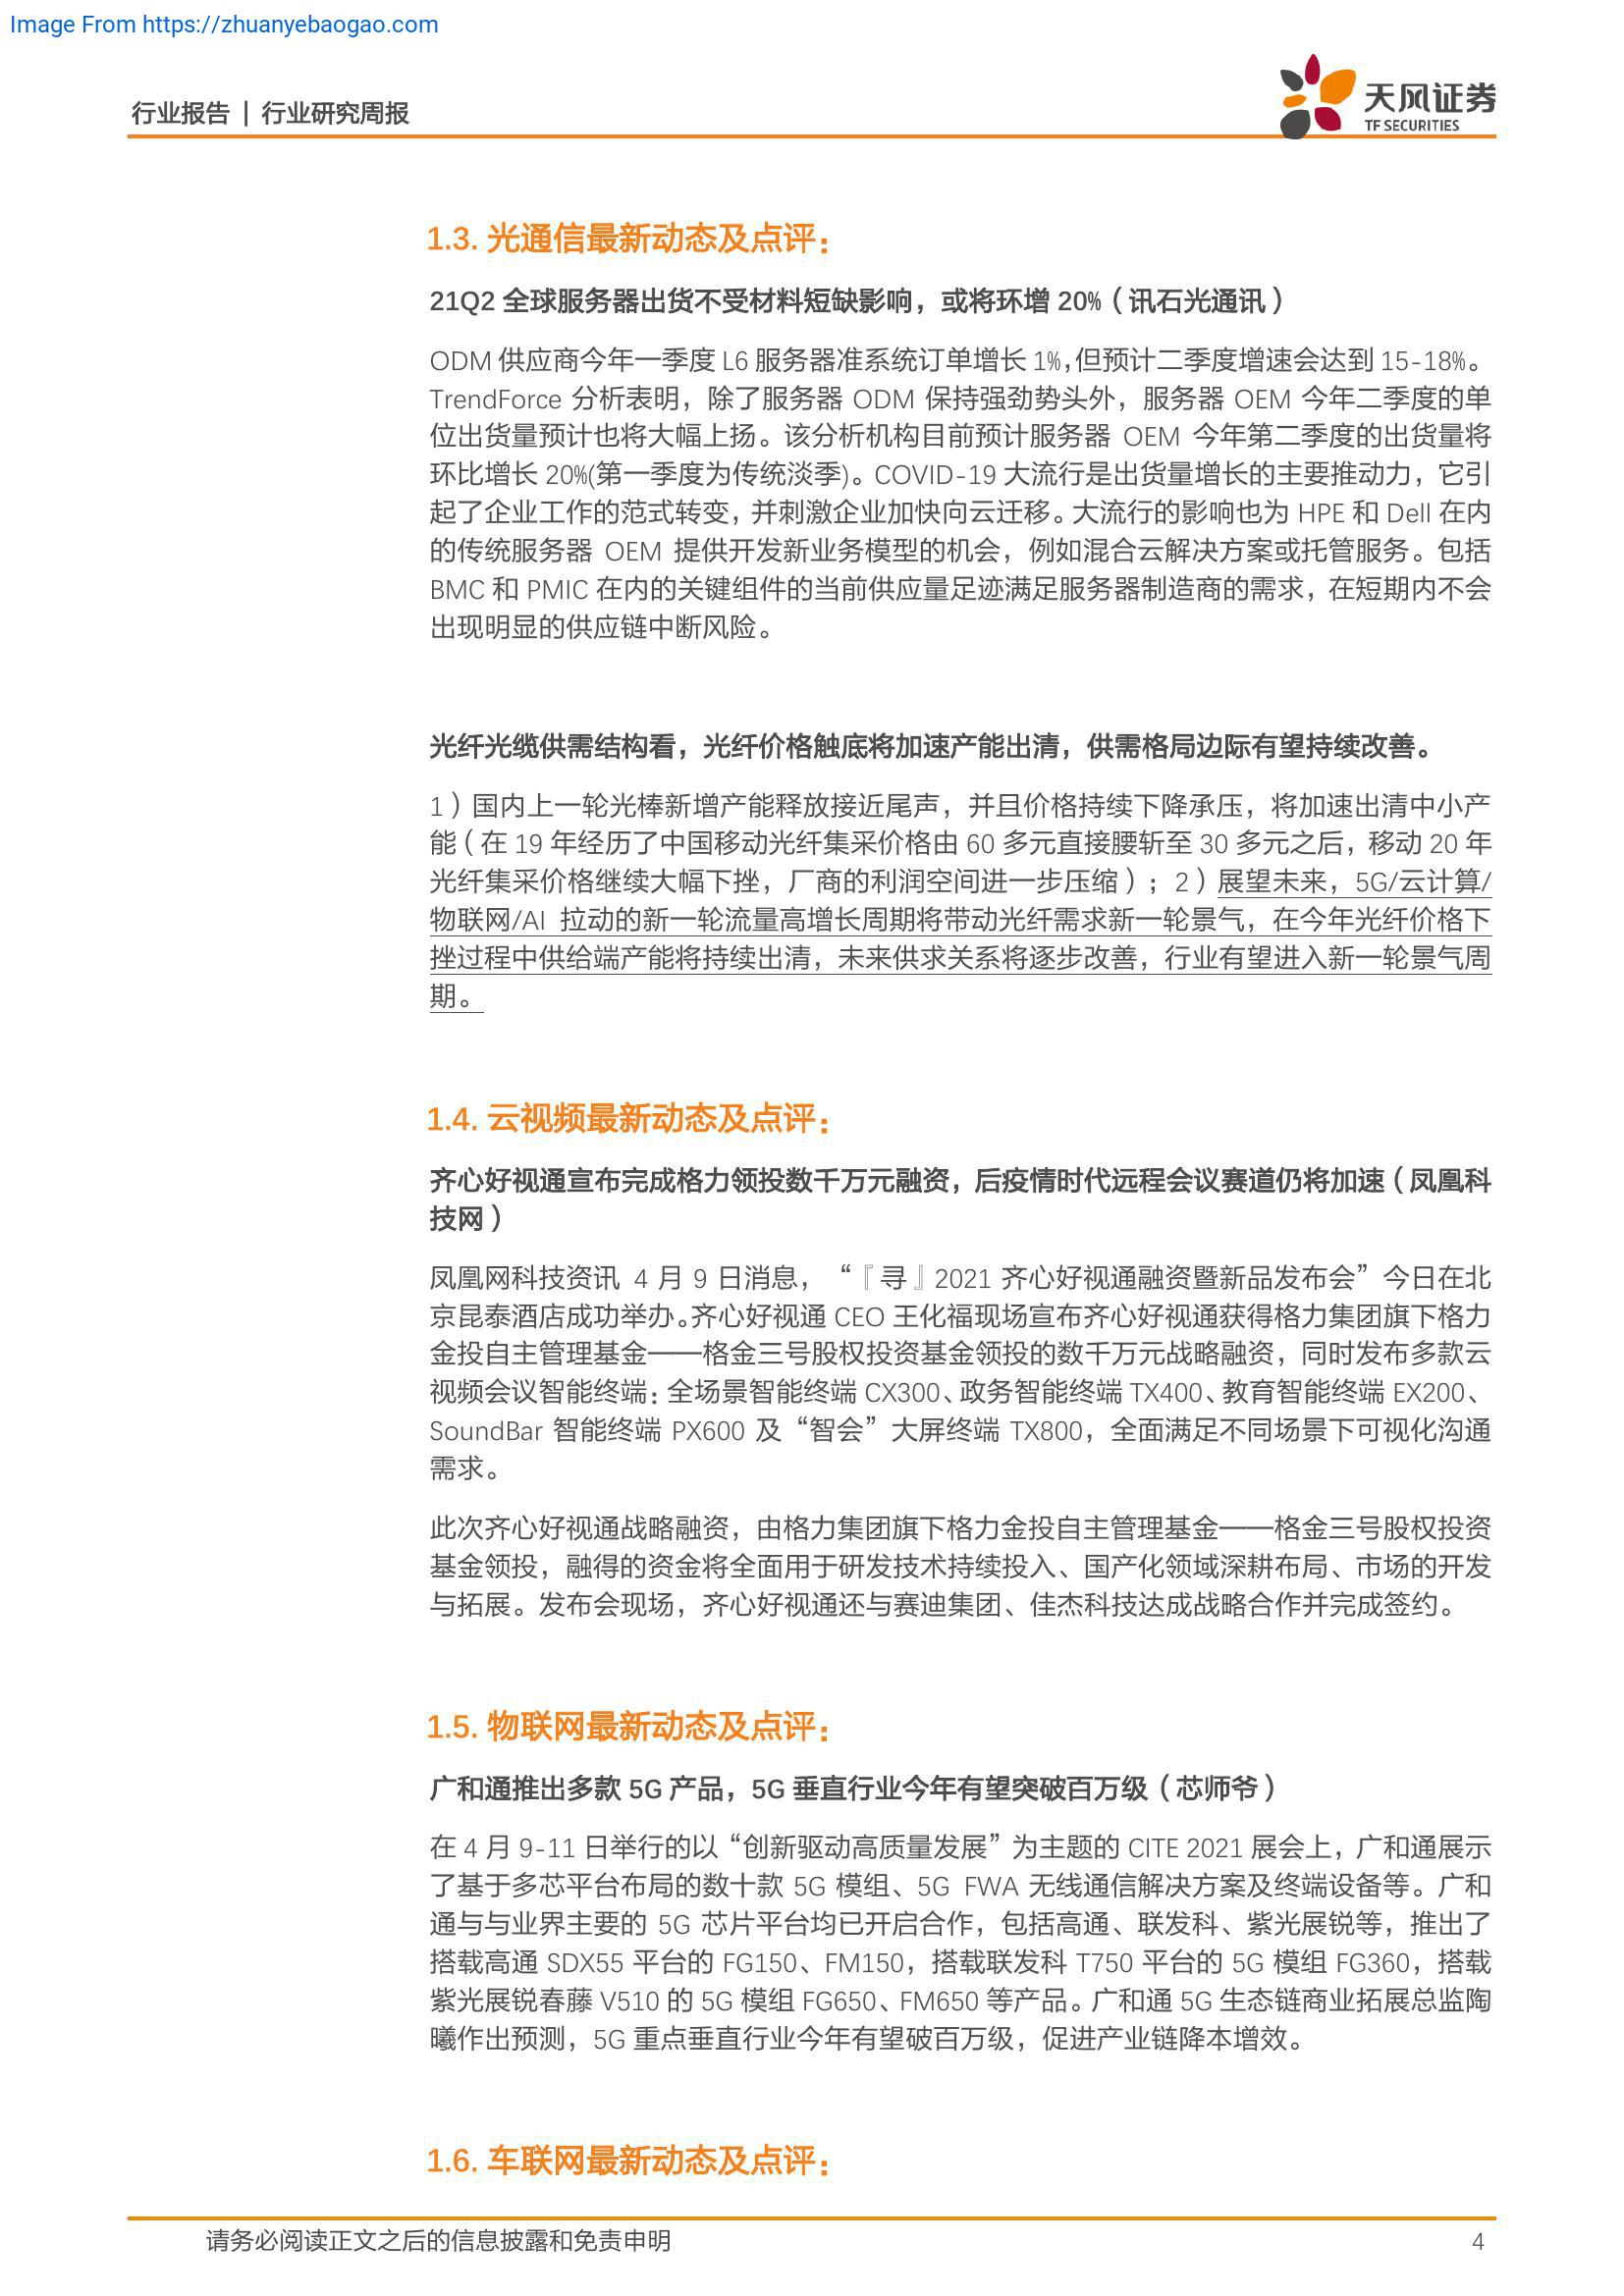 Image From https://zhuanyebaogao.com
行业报告 | 行业研究周报
天风证券
TF SECURITIES
1.3. 光通信最新动态及点评：
21Q2 全球服务器出货不受材料短缺影响，或将环增 20%（讯石光通讯）
ODM 供应商今年一季度 L6 服务器准系统订单增长 1%，但预计二季度增速会达到 15-18%。
TrendForce 分析表明，除了服务器 ODM 保持强劲势头外，服务器 OEM 今年二季度的单
位出货量预计也将大幅上扬。该分析机构目前预计服务器 OEM 今年第二季度的出货量将
环比增长 20%(第一季度为传统淡季)。COVID-19 大流行是出货量增长的主要推动力，它引
起了企业工作的范式转变，并刺激企业加快向云迁移。大流行的影响也为 HPE 和 Dell 在内
的传统服务器 OEM 提供开发新业务模型的机会，例如混合云解决方案或托管服务。包括
BMC 和 PMIC 在内的关键组件的当前供应量足迹满足服务器制造商的需求，在短期内不会
出现明显的供应链中断风险。
光纤光缆供需结构看，光纤价格触底将加速产能出清，供需格局边际有望持续改善。
1）国内上一轮光棒新增产能释放接近尾声，并且价格持续下降承压，将加速出清中小产
能（在 19 年经历了中国移动光纤集采价格由 60 多元直接腰斩至 30 多元之后，移动 20 年
光纤集采价格继续大幅下挫，厂商的利润空间进一步压缩）；2）展望未来，5G/云计算/
物联网/AI 拉动的新一轮流量高增长周期将带动光纤需求新一轮景气，在今年光纤价格下
挫过程中供给端产能将持续出清，未来供求关系将逐步改善，行业有望进入新一轮景气周
期。
1.4. 云视频最新动态及点评：
齐心好视通宣布完成格力领投数千万元融资，后疫情时代远程会议赛道仍将加速（凤凰科
技网）
凤凰网科技资讯 4 月 9 日消息，“『寻』2021 齐心好视通融资暨新品发布会”今日在北
京昆泰酒店成功举办。齐心好视通 CEO 王化福现场宣布齐心好视通获得格力集团旗下格力
金投自主管理基金——格金三号股权投资基金领投的数千万元战略融资，同时发布多款云
视频会议智能终端：全场景智能终端 CX300、政务智能终端 TX400、教育智能终端 EX200、
SoundBar 智能终端 PX600 及“智会”大屏终端 TX800，全面满足不同场景下可视化沟通
需求。
此次齐心好视通战略融资，由格力集团旗下格力金投自主管理基金——格金三号股权投资
基金领投，融得的资金将全面用于研发技术持续投入、国产化领域深耕布局、市场的开发
与拓展。发布会现场，齐心好视通还与赛迪集团、佳杰科技达成战略合作并完成签约。
1.5. 物联网最新动态及点评：
广和通推出多款 5G 产品，5G 垂直行业今年有望突破百万级（芯师爷）
在 4 月 9-11 日举行的以“创新驱动高质量发展”为主题的 CITE 2021 展会上，广和通展示
了基于多芯平台布局的数十款 5G 模组、5G FWA 无线通信解决方案及终端设备等。广和
通与与业界主要的 5G 芯片平台均已开启合作，包括高通、联发科、紫光展锐等，推出了
搭载高通 SDX55 平台的 FG150、FM150，搭载联发科 T750 平台的 5G 模组 FG360，搭载
紫光展锐春藤 V510 的 5G 模组 FG650、FM650 等产品。广和通 5G 生态链商业拓展总监陶
曦作出预测，5G 重点垂直行业今年有望破百万级，促进产业链降本增效。
1.6. 车联网最新动态及点评：
请务必阅读正文之后的信息披露和免责申明
4